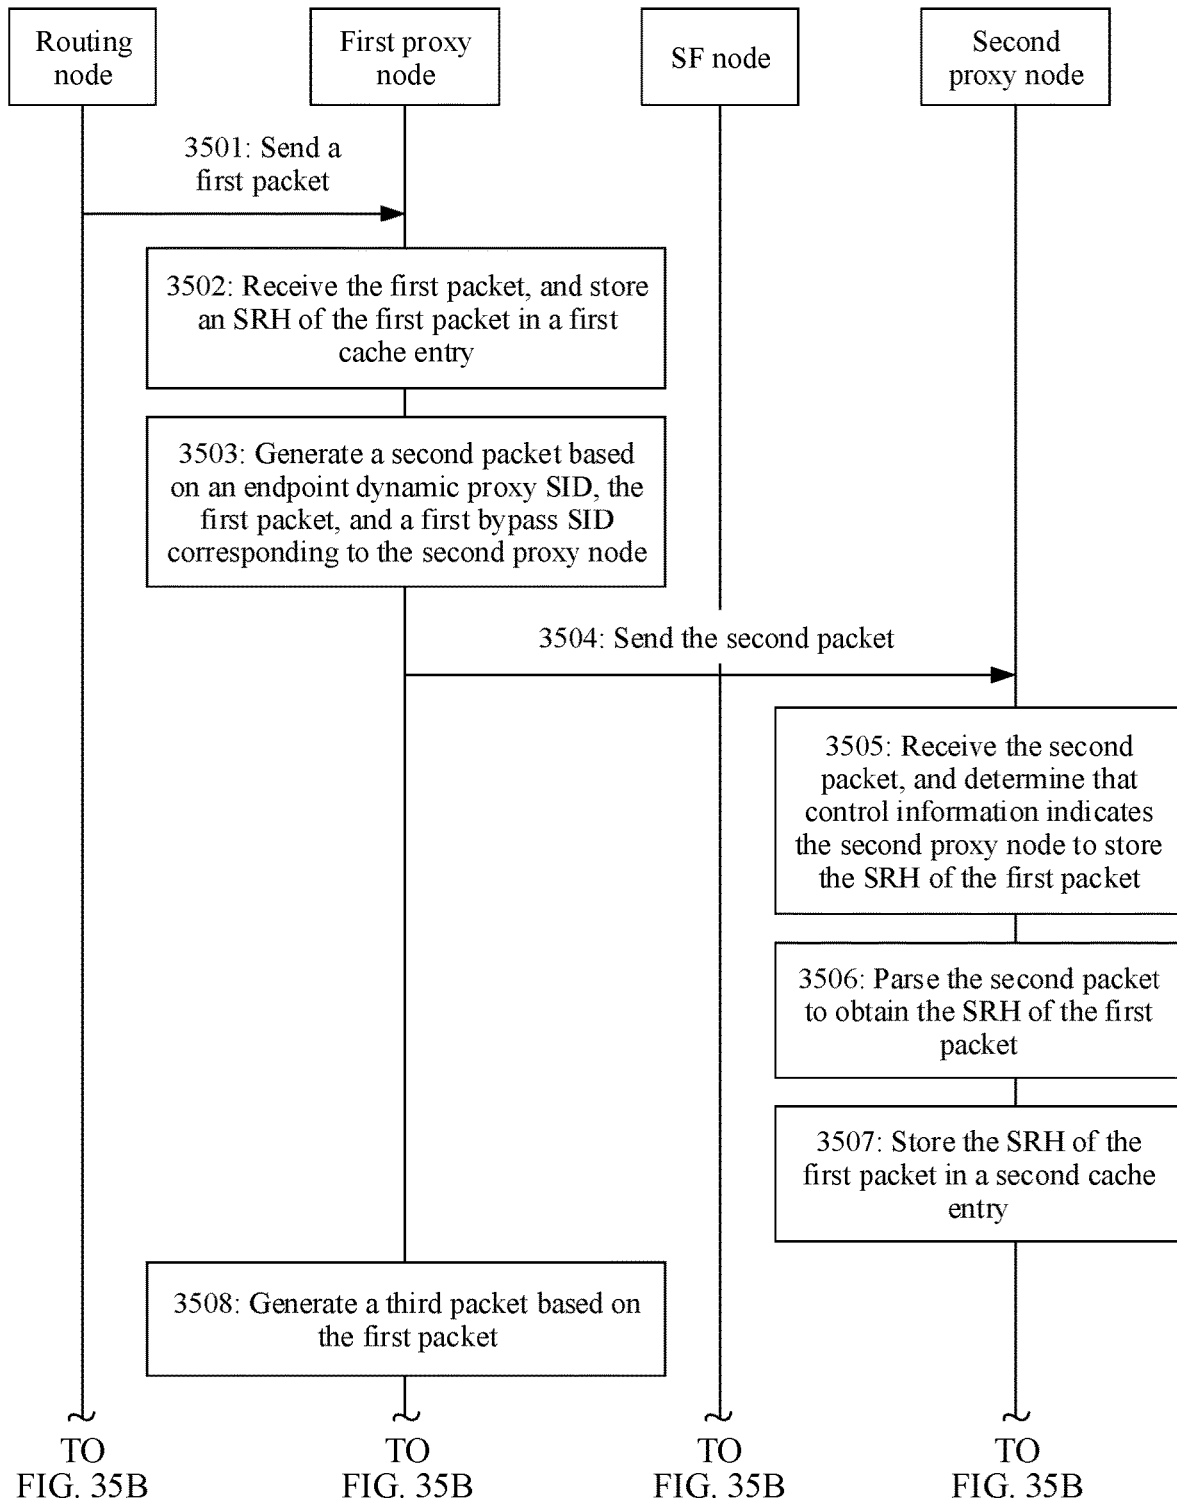 Routing
node
First proxy
node
SF node
Second
proxy node
3501: Send a
first packet
3502: Receive the first packet, and store
an SRH of the first packet in a first
cache entry
3503: Generate a second packet based
on an endpoint dynamic proxy SID, the
first packet, and a first bypass SID
corresponding to the second proxy node
3504: Send the second packet
3505: Receive the second
packet, and determine that
control information indicates
the second proxy node to store
the SRH of the first packet
3506: Parse the second packet
to obtain the SRH of the first
packet
3507: Store the SRH of the
first packet in a second cache
entry
3508: Generate a third packet based on
the first packet
TO
FIG. 35B
TO
FIG. 35B
TO
FIG. 35B
TO
FIG. 35B